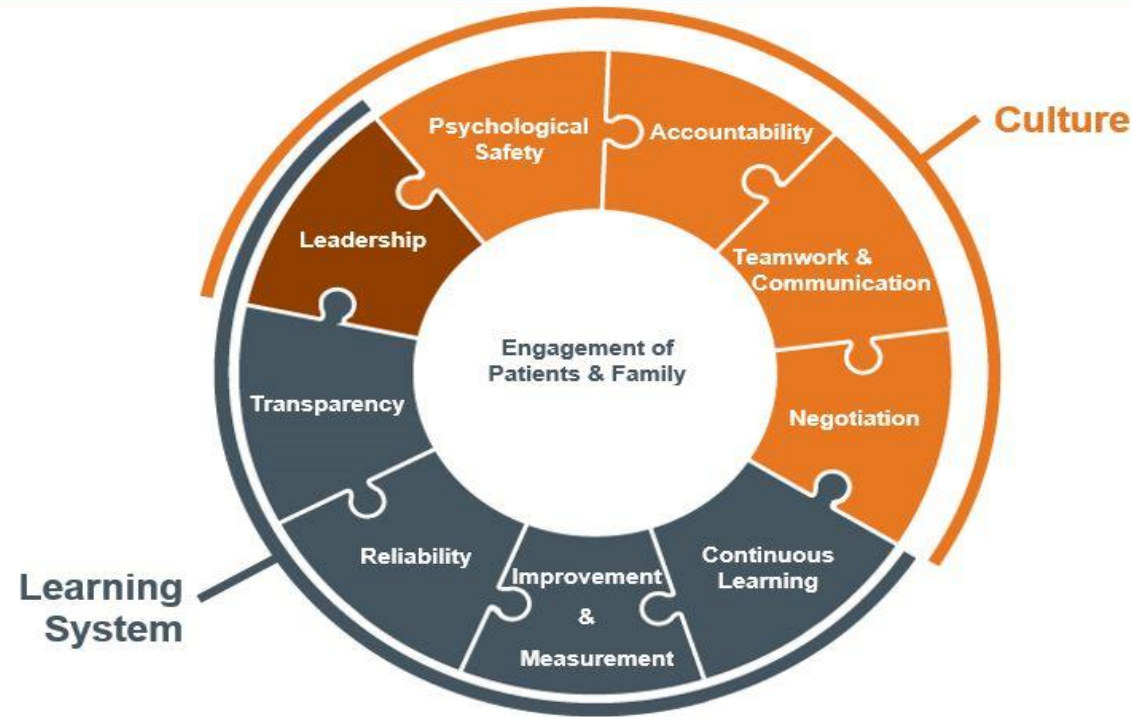 Culture
Psychological
Safety
Accountability
Teamwork &
Communication
Negotiation
Continuous
Learning
Improvement
&
Measurement
Reliability
Transparency
Leadership
Engagement of
Patients & Family
Learning
System